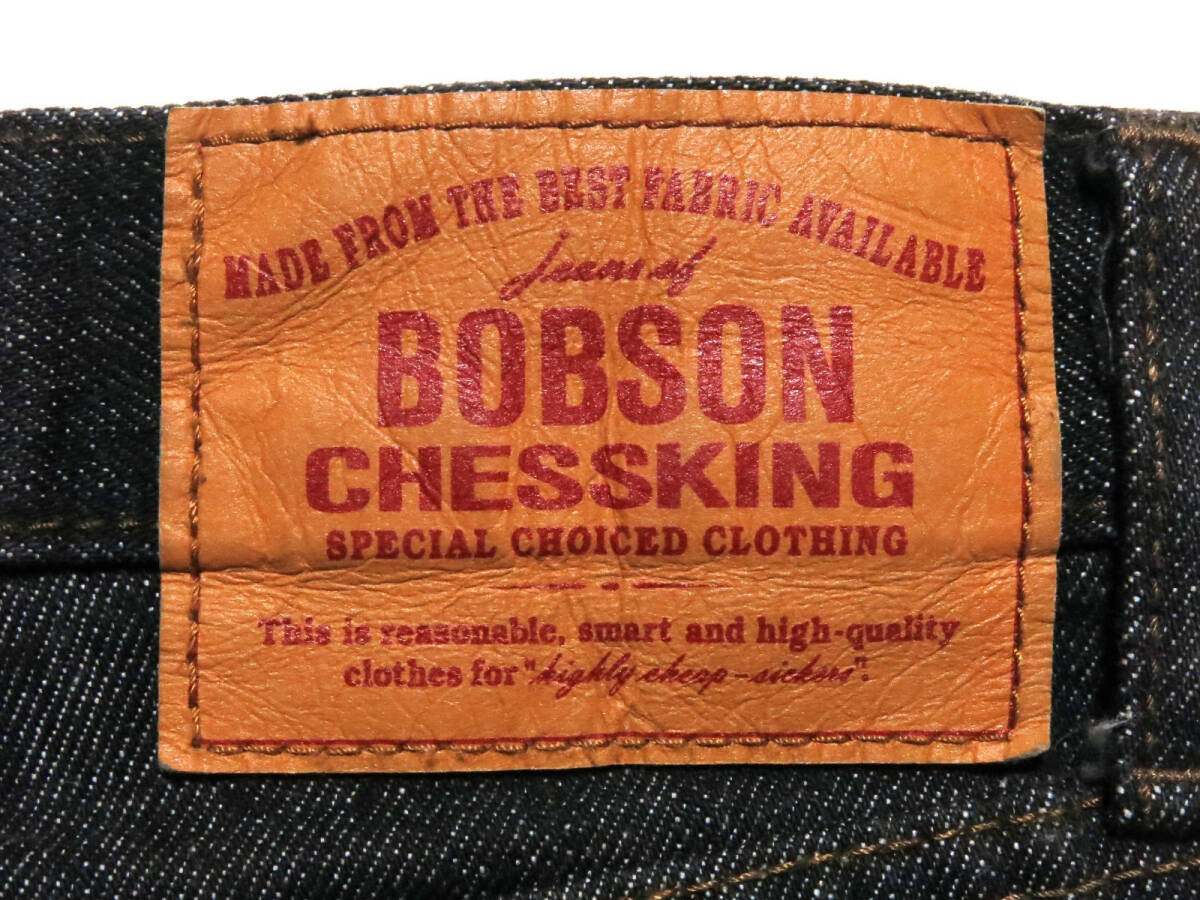 MADE FROM THE BEST FABRIC AVAILABLE
Jeans of
BOBSON
CHESSKING
SPECIAL CHOICED CLOTHING
This is reasonable, smart and high-quality
clothes for "highly cheap-sickers".